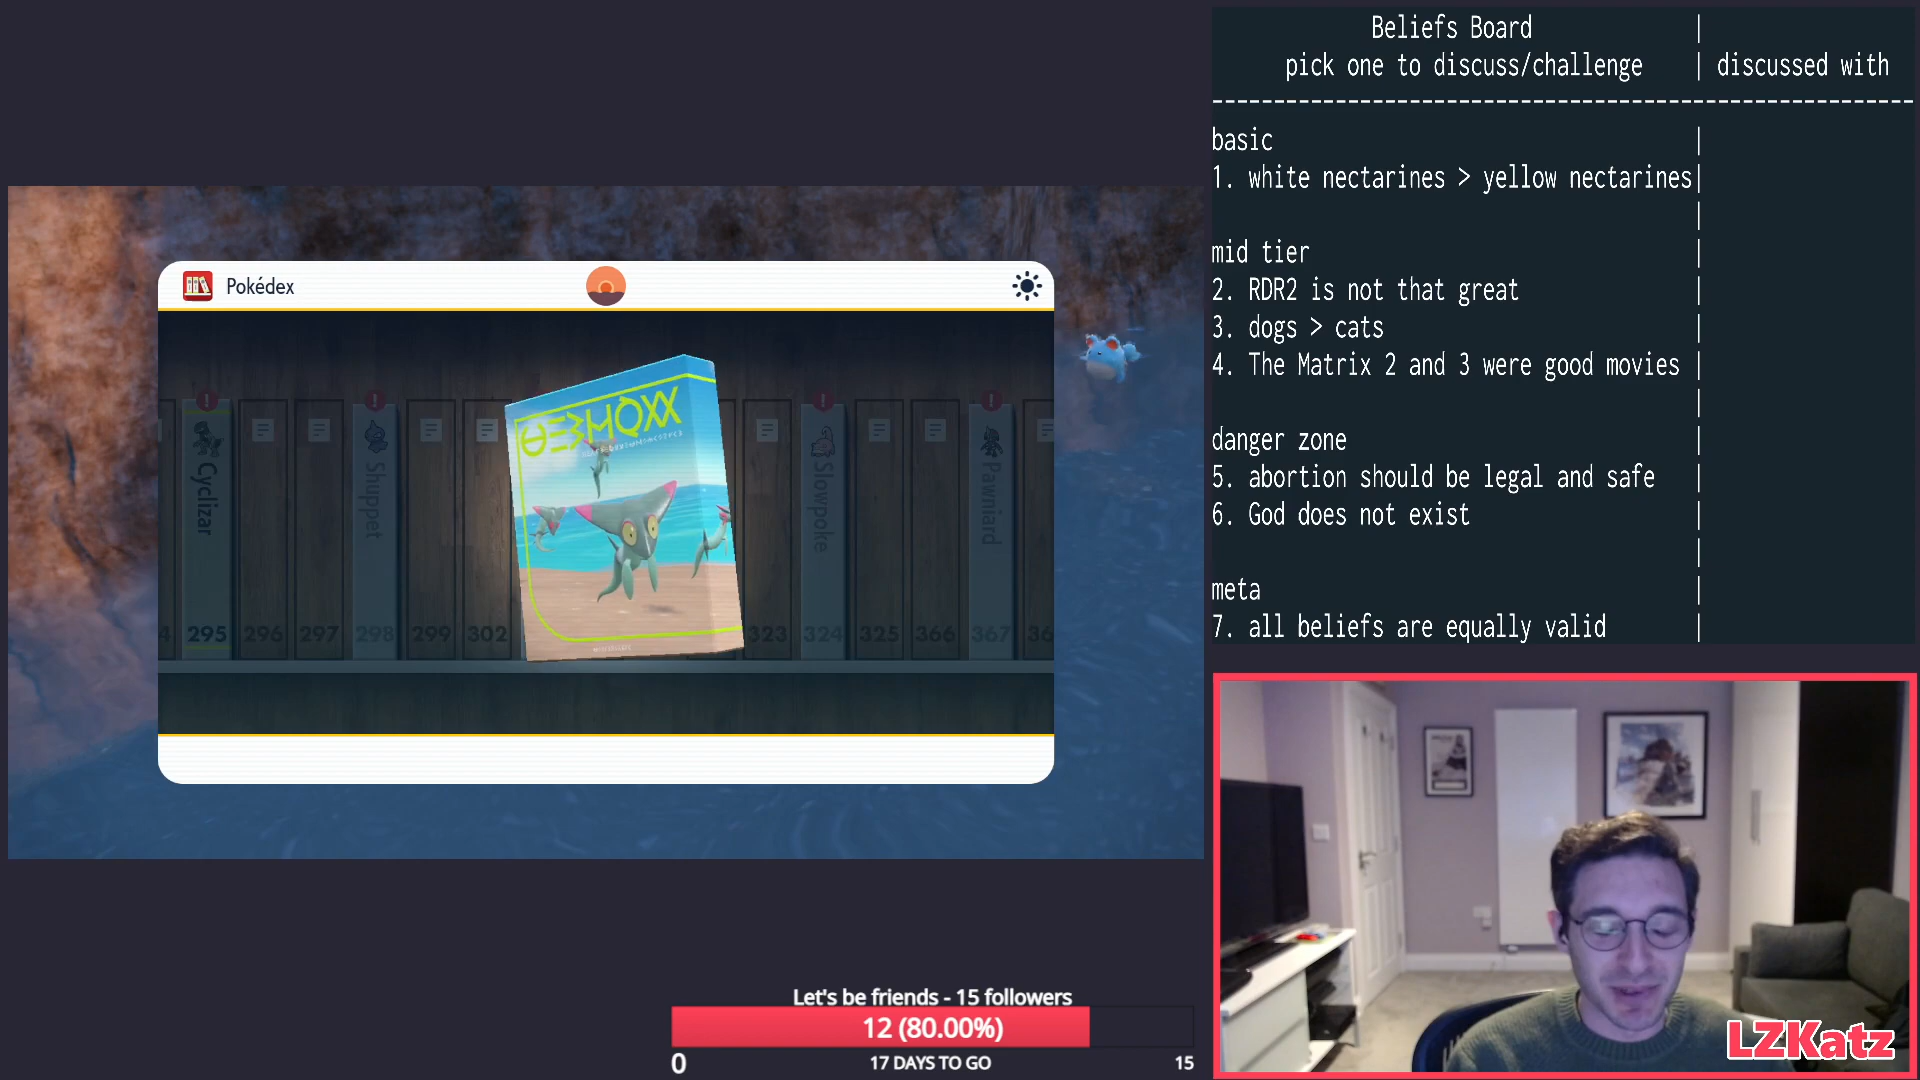 Beliefs Board |
pick one to discuss/challenge | discussed with
---------------------------------------------------------
basic |
1. white nectarines > yellow nectarines|
|
mid tier |
2. RDR2 is not that great |
3. dogs > cats |
4. The Matrix 2 and 3 were good movies |
|
danger zone |
5. abortion should be legal and safe |
6. God does not exist |
|
meta |
7. all beliefs are equally valid |
Pokédex
Cyclizar
Shuppet
Slowpoke
Pawniard
295 296 297 298 299 302 323 324 325 366 367
Let's be friends - 15 followers
12 (80.00%)
0 17 DAYS TO GO 15
LZKatz